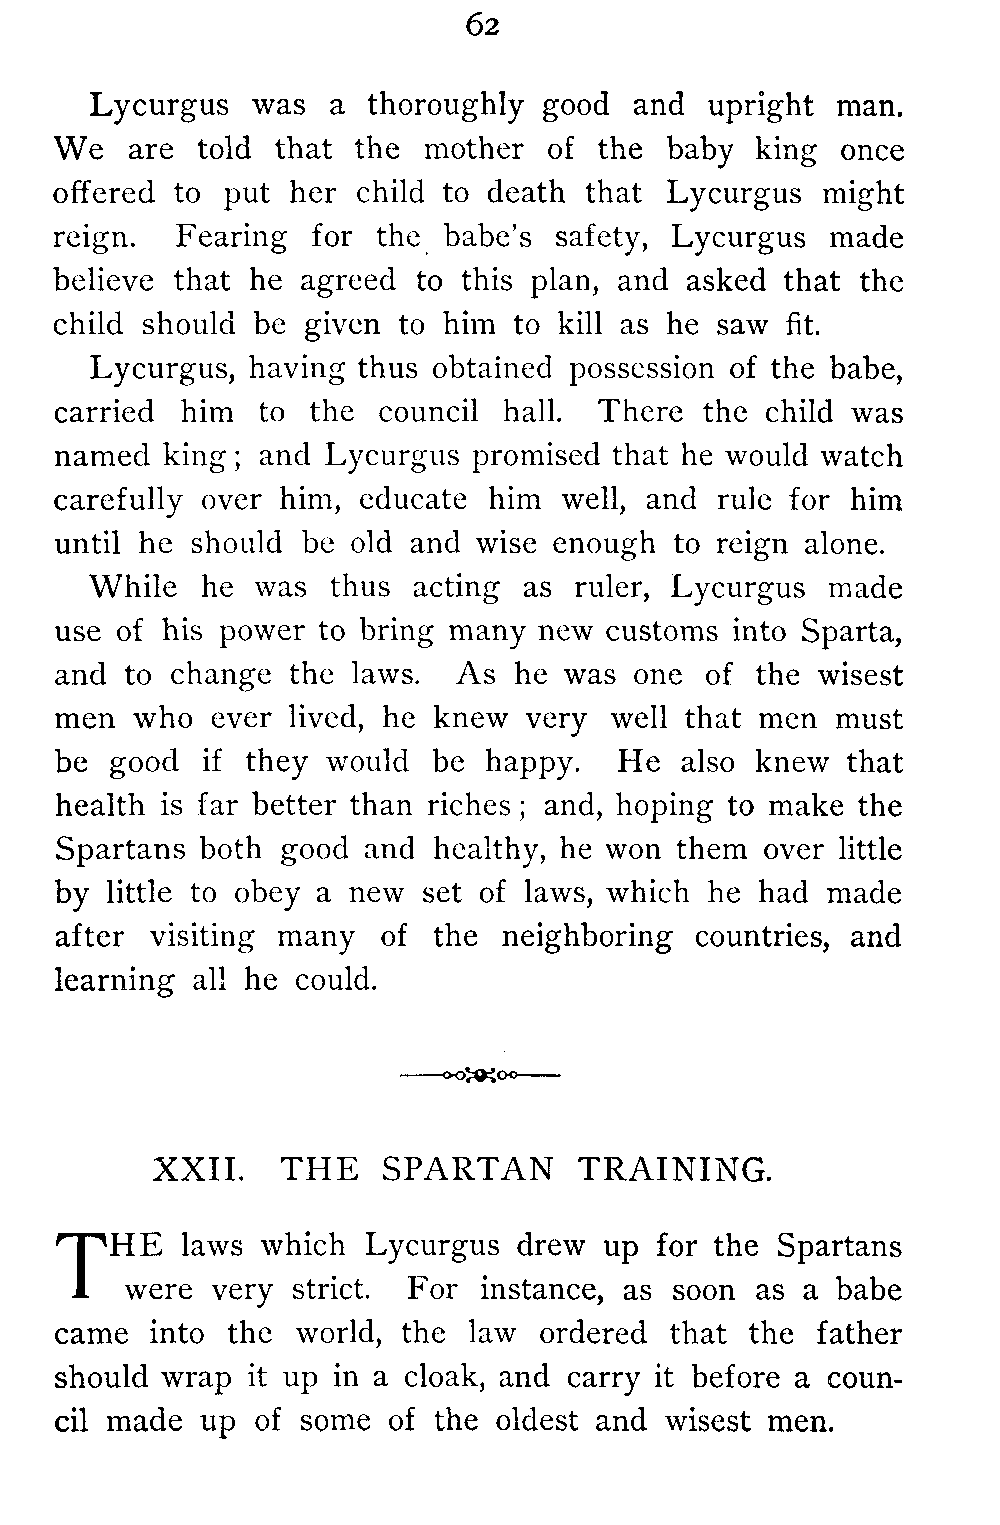 62
Lycurgus was a thoroughly good and upright man.
We are told that the mother of the baby king once
offered to put her child to death that Lycurgus might
reign. Fearing for the babe's safety, Lycurgus made
believe that he agreed to this plan, and asked that the
child should be given to him to kill as he saw fit.
Lycurgus, having thus obtained possession of the babe,
carried him to the council hall. There the child was
named king; and Lycurgus promised that he would watch
carefully over him, educate him well, and rule for him
until he should be old and wise enough to reign alone.
While he was thus acting as ruler, Lycurgus made
use of his power to bring many new customs into Sparta,
and to change the laws. As he was one of the wisest
men who ever lived, he knew very well that men must
be good if they would be happy. He also knew that
health is far better than riches; and, hoping to make the
Spartans both good and healthy, he won them over little
by little to obey a new set of laws, which he had made
after visiting many of the neighboring countries, and
learning all he could.
XXII. THE SPARTAN TRAINING.
THE laws which Lycurgus drew up for the Spartans
were very strict. For instance, as soon as a babe
came into the world, the law ordered that the father
should wrap it up in a cloak, and carry it before a coun-
cil made up of some of the oldest and wisest men.